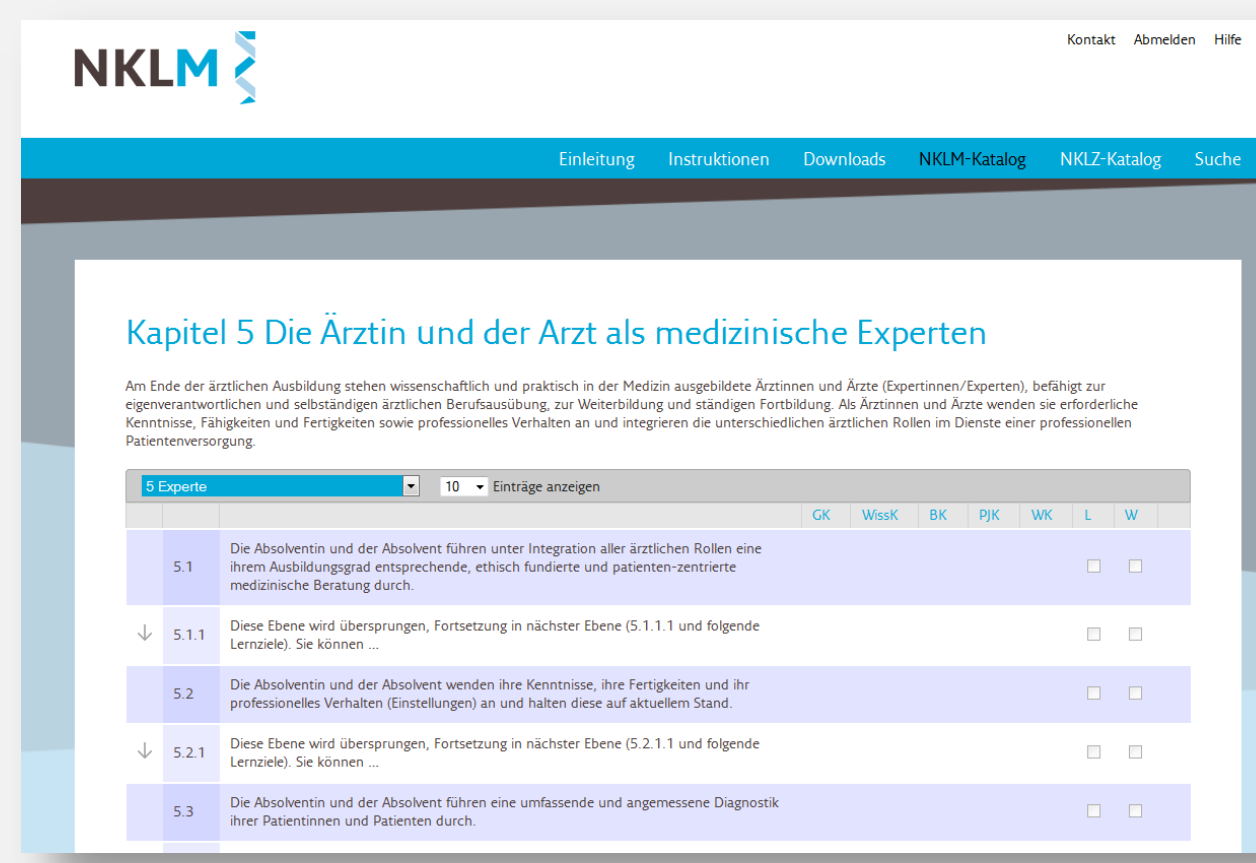 NKLM
Kontakt Abmelden Hilfe
Einleitung Instruktionen Downloads NKLM-Katalog NKLZ-Katalog Suche
Kapitel 5 Die Ärztin und der Arzt als medizinische Experten
Am Ende der ärztlichen Ausbildung stehen wissenschaftlich und praktisch in der Medizin ausgebildete Ärztinnen und Ärzte (Expertinnen/Experten), befähigt zur
eigenverantwortlichen und selbständigen ärztlichen Berufsausübung, zur Weiterbildung und ständigen Fortbildung. Als Ärztinnen und Ärzte wenden sie erforderliche
Kenntnisse, Fähigkeiten und Fertigkeiten sowie professionelles Verhalten an und integrieren die unterschiedlichen ärztlichen Rollen im Dienste einer professionellen
Patientenversorgung.
5 Experte 10 Einträge anzeigen
GK WissK BK PJK WK L W
5.1 Die Absolventin und der Absolvent führen unter Integration aller ärztlichen Rollen eine
ihrem Ausbildungsgrad entsprechende, ethisch fundierte und patienten-zentrierte
medizinische Beratung durch.
5.1.1 Diese Ebene wird übersprungen, Fortsetzung in nächster Ebene (5.1.1.1 und folgende
Lernziele). Sie können ...
5.2 Die Absolventin und der Absolvent wenden ihre Kenntnisse, ihre Fertigkeiten und ihr
professionelles Verhalten (Einstellungen) an und halten diese auf aktuellem Stand.
5.2.1 Diese Ebene wird übersprungen, Fortsetzung in nächster Ebene (5.2.1.1 und folgende
Lernziele). Sie können ...
5.3 Die Absolventin und der Absolvent führen eine umfassende und angemessene Diagnostik
ihrer Patientinnen und Patienten durch.